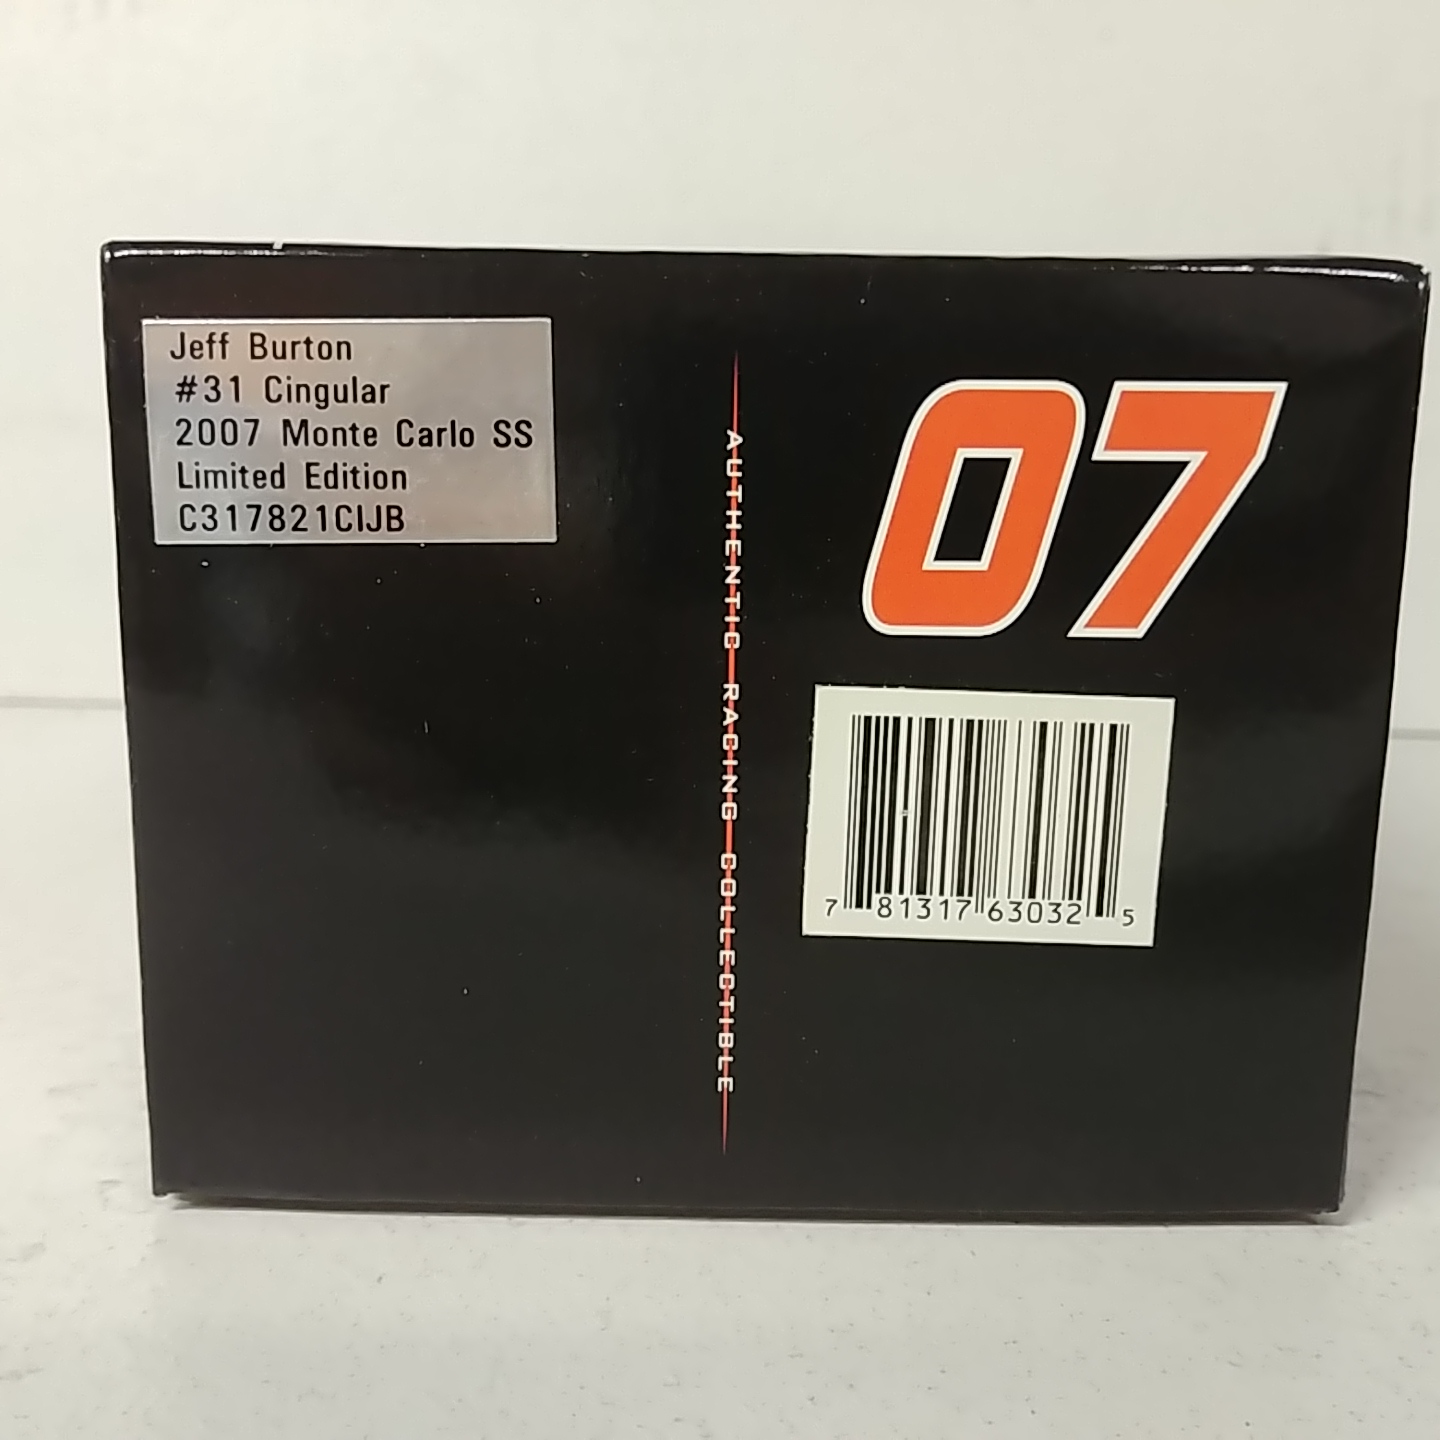 Jeff Burton
#31 Cingular
2007 Monte Carlo SS
Limited Edition
C317821CIJB
AUTHENTIC RACING COLLECTIBLE
07
7 81317 63032 5